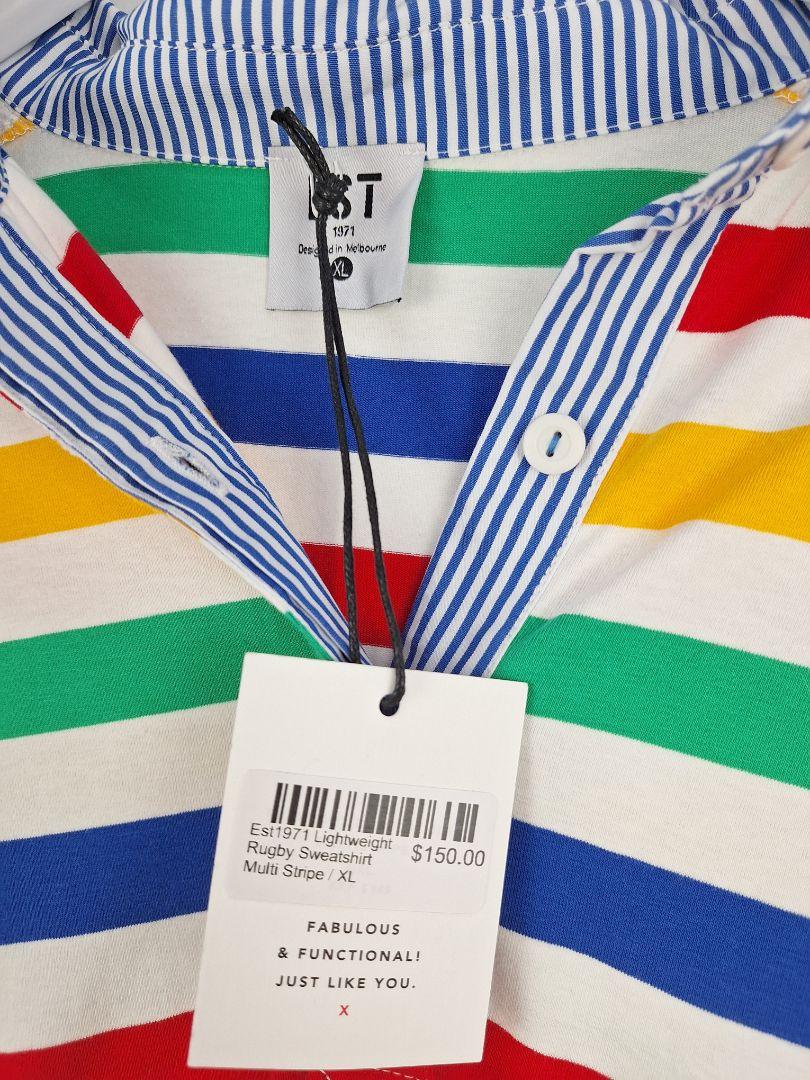 EST
1971
Designed in Melbourne
XL
Est1971 Lightweight
Rugby Sweatshirt $150.00
Multi Stripe / XL
FABULOUS
& FUNCTIONAL!
JUST LIKE YOU.
X